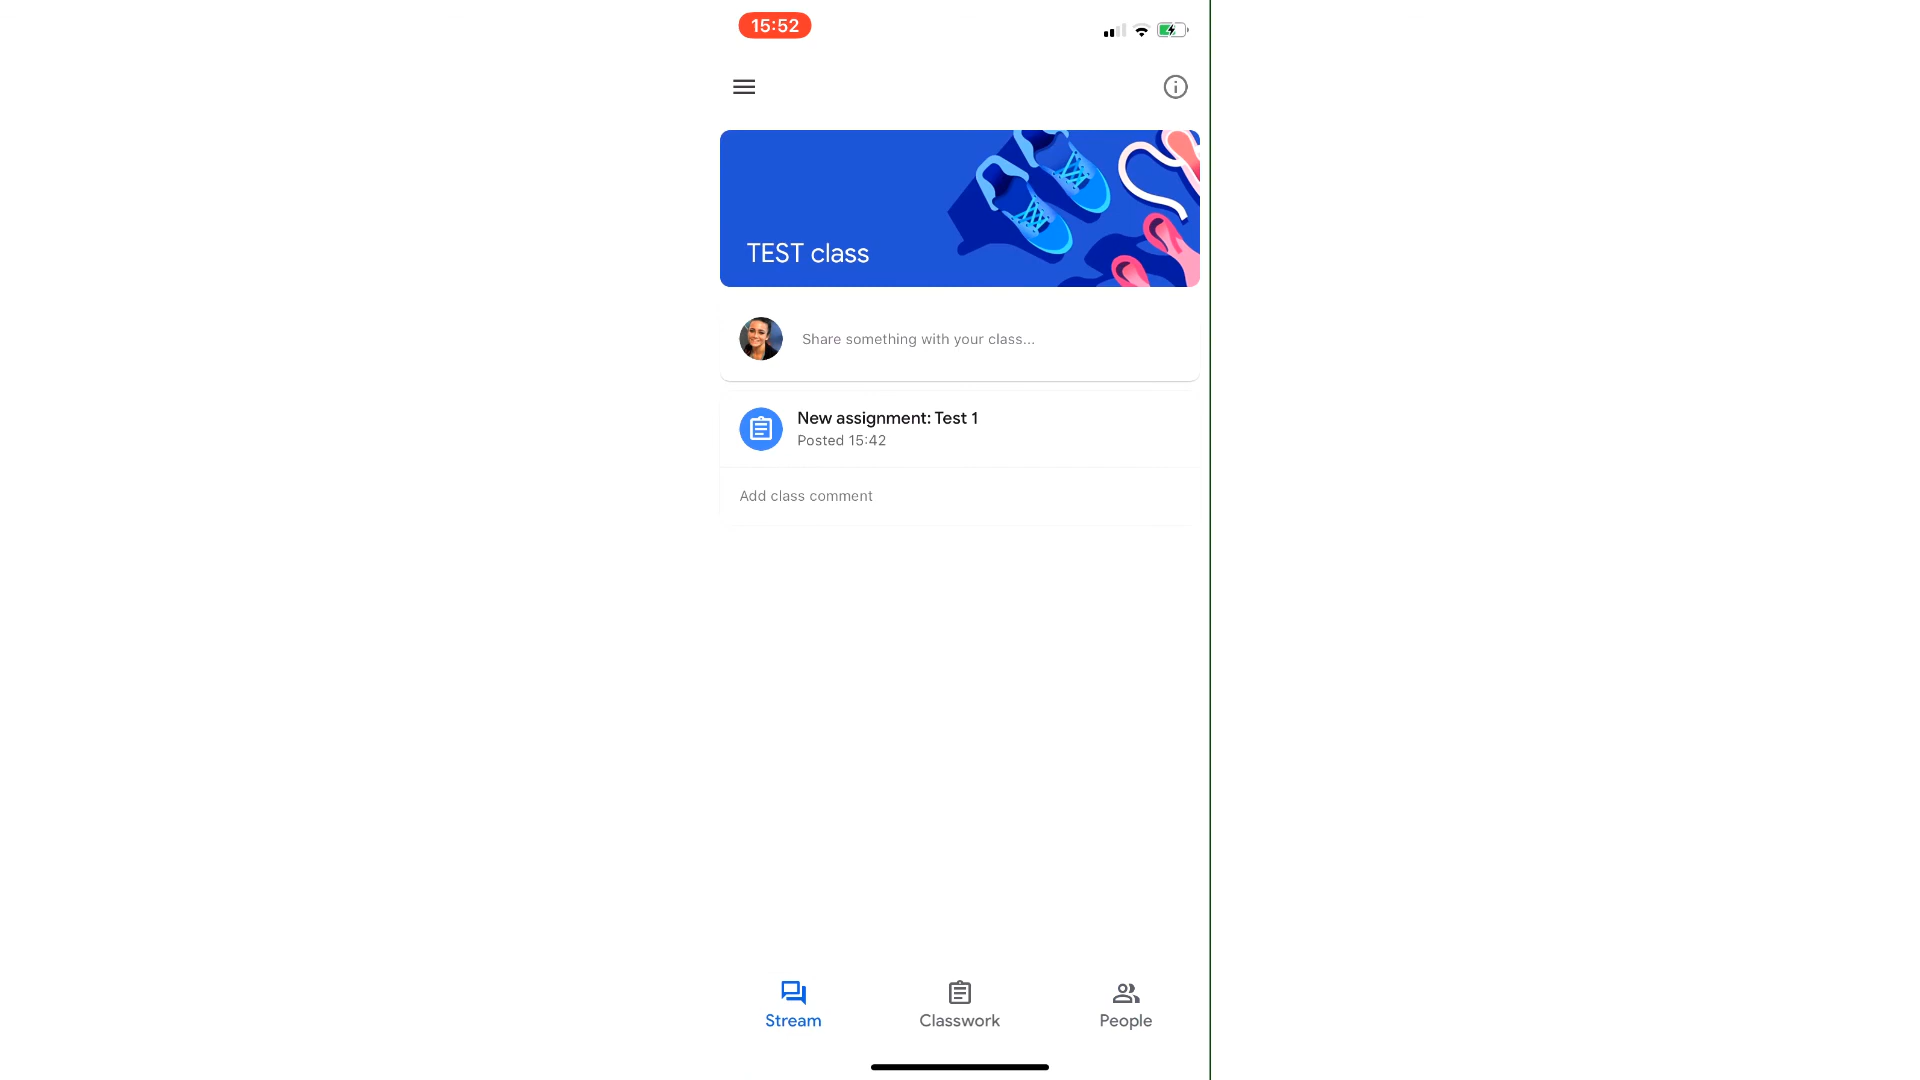 15:52
TEST class
Share something with your class...
New assignment: Test 1
Posted 15:42
Add class comment
Stream
Classwork
People